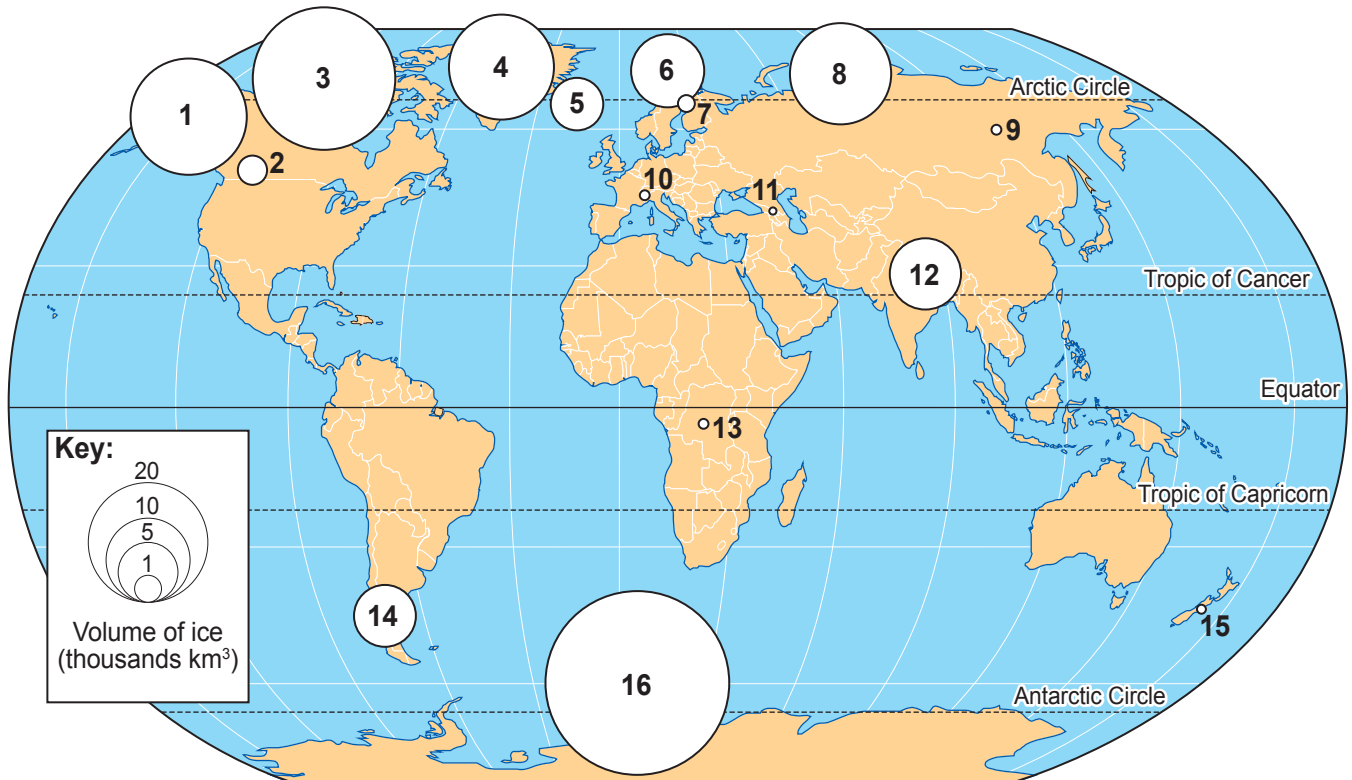 3
4
6
8
1
5
7
Arctic Circle
9
2
10
11
12
Tropic of Cancer
Equator
13
Key:
20
10
5
1
Volume of ice
(thousands km³)
Tropic of Capricorn
14
15
16
Antarctic Circle